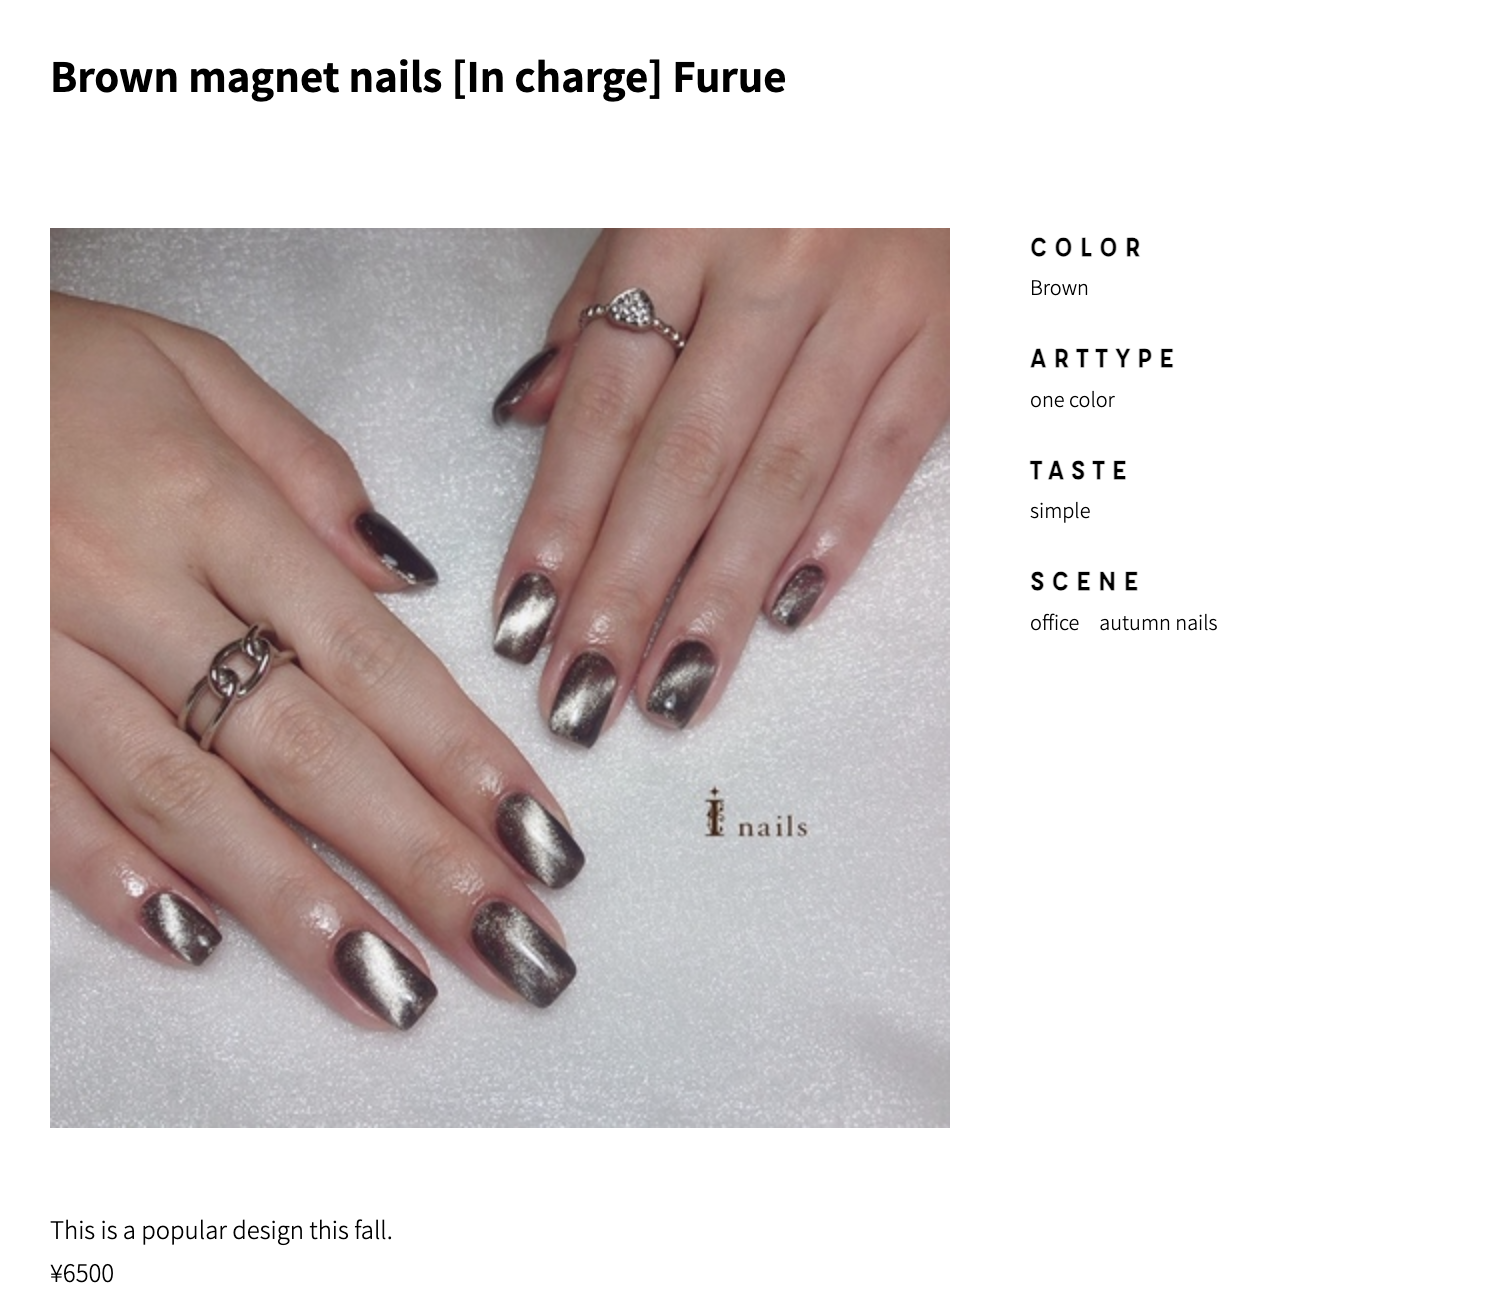 Brown magnet nails [In charge] Furue
COLOR
Brown
ARTTYPE
one color
TASTE
simple
SCENE
office autumn nails
I nails
This is a popular design this fall.
¥6500